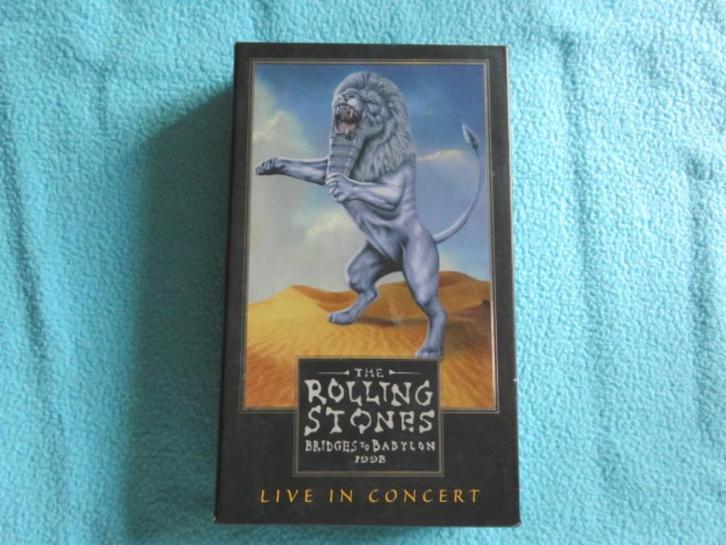 THE
ROLLING
STONES
BRIDGES TO BABYLON
1998
LIVE IN CONCERT